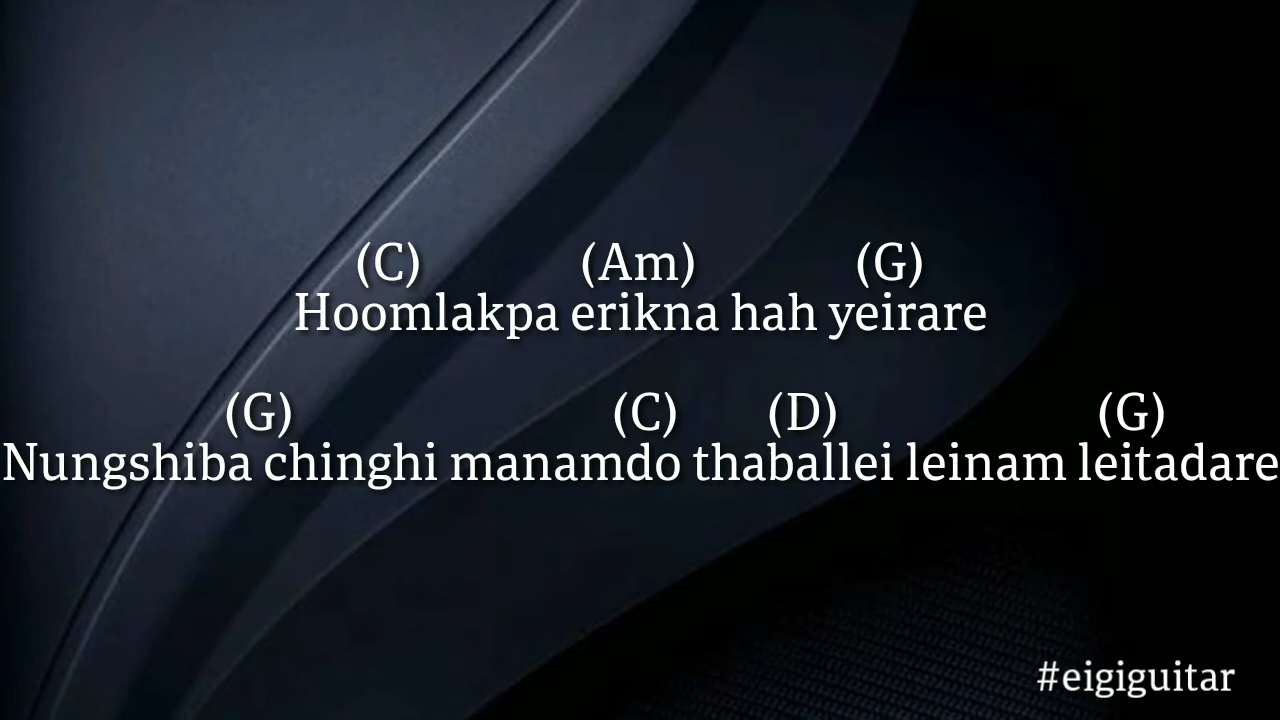 (C) (Am) (G)
Hoomlakpa erikna hah yeirare
(G) (C) (D) (G)
Nungshiba chinghi manamdo thaballei leinam leitadare
#eigiguitar